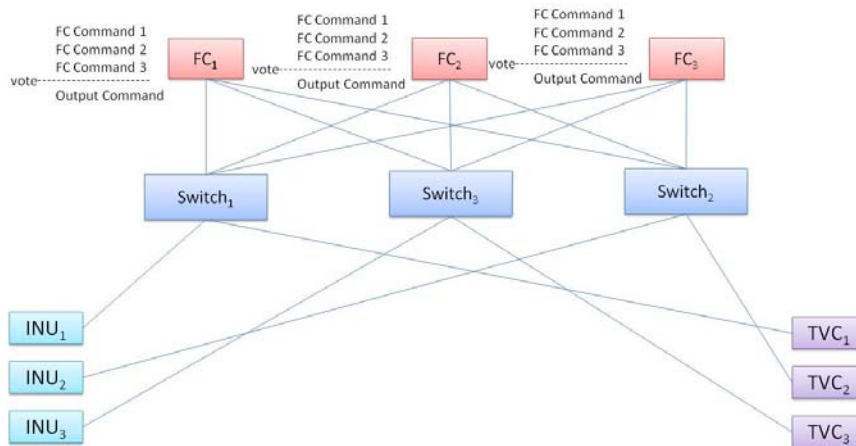 FC Command 1
FC Command 2
FC Command 3
vote
Output Command
FC1
FC Command 1
FC Command 2
FC Command 3
vote
Output Command
FC2
FC Command 1
FC Command 2
FC Command 3
vote
Output Command
FC3
Switch1
Switch3
Switch2
INU1
INU2
INU3
TVC1
TVC2
TVC3